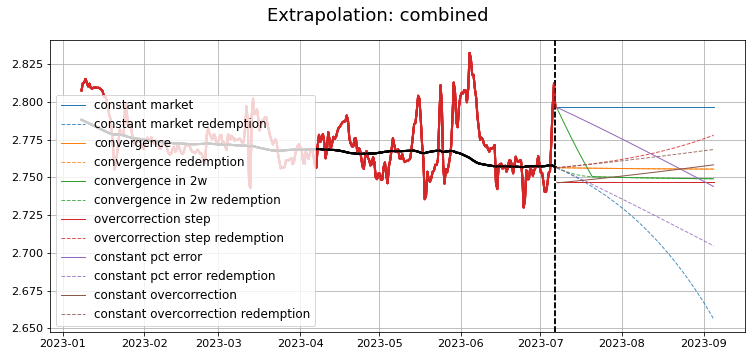 Extrapolation: combined
2.825
2.800
2.775
2.750
2.725
2.700
2.675
2.650
constant market
constant market redemption
convergence
convergence redemption
convergence in 2w
convergence in 2w redemption
overcorrection step
overcorrection step redemption
constant pct error
constant pct error redemption
constant overcorrection
constant overcorrection redemption
2023-01 2023-02 2023-03 2023-04 2023-05 2023-06 2023-07 2023-08 2023-09